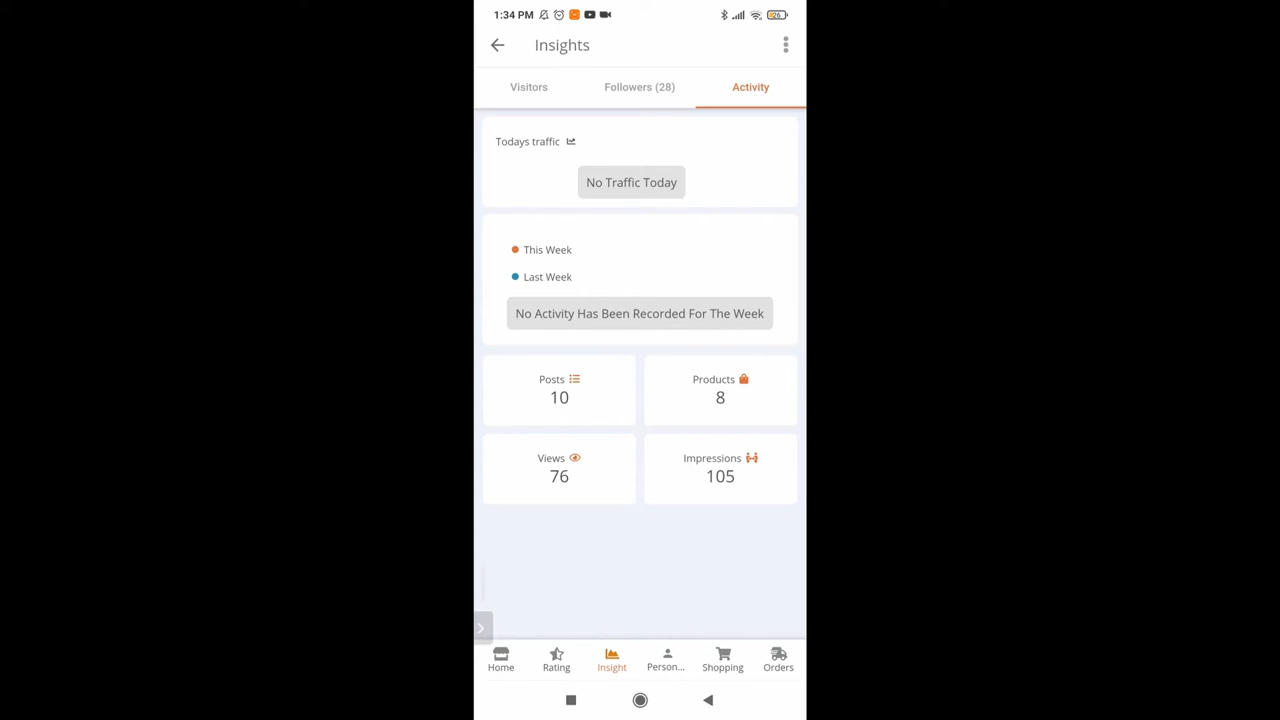 1:34 PM 26
Insights
Visitors Followers (28) Activity
Todays traffic
No Traffic Today
This Week
Last Week
No Activity Has Been Recorded For The Week
Posts Products
10 8
Views Impressions
76 105
Home Rating Insight Person... Shopping Orders